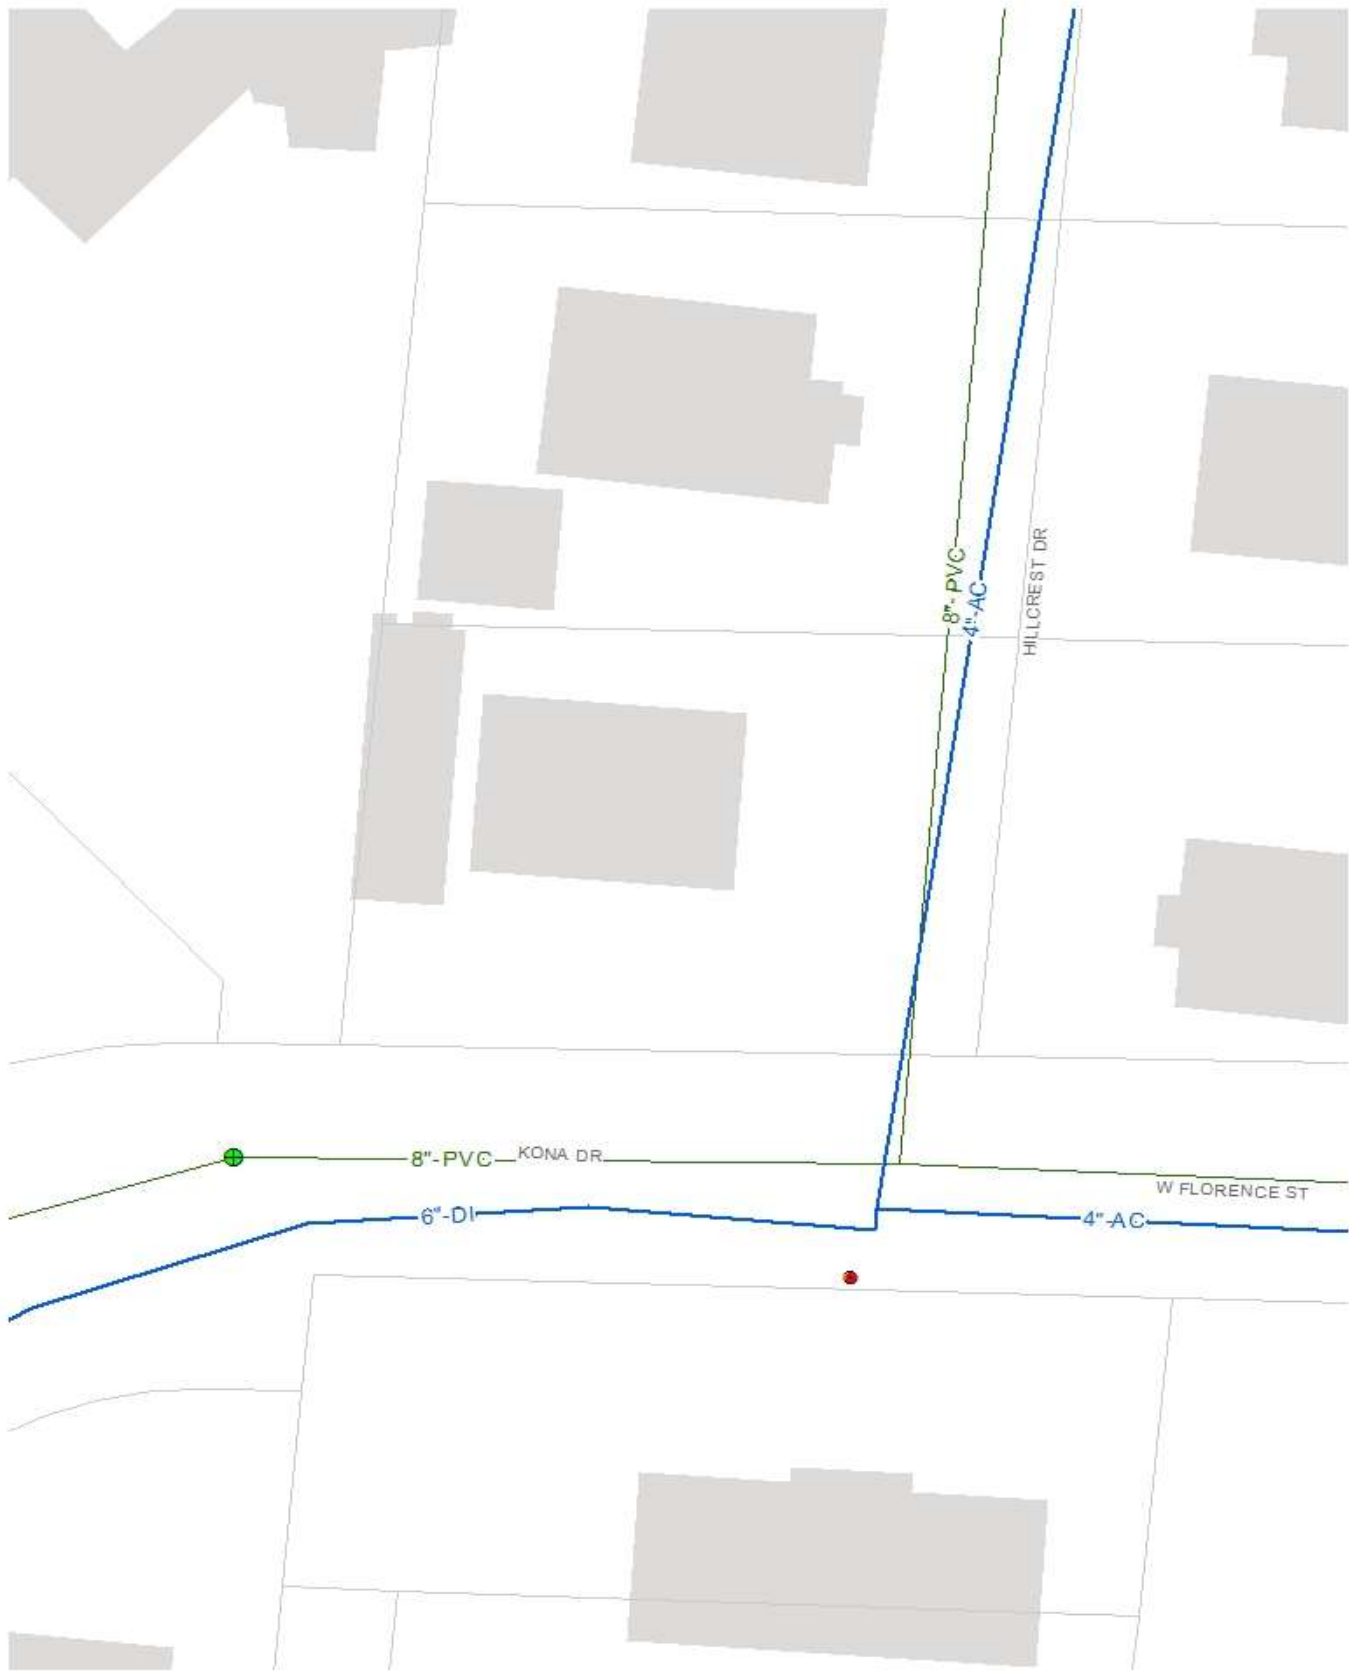 8"-PVC
4"-AC
HILLCREST DR
8"-PVC
KONA DR
W FLORENCE ST
6"-DI
4"-AC